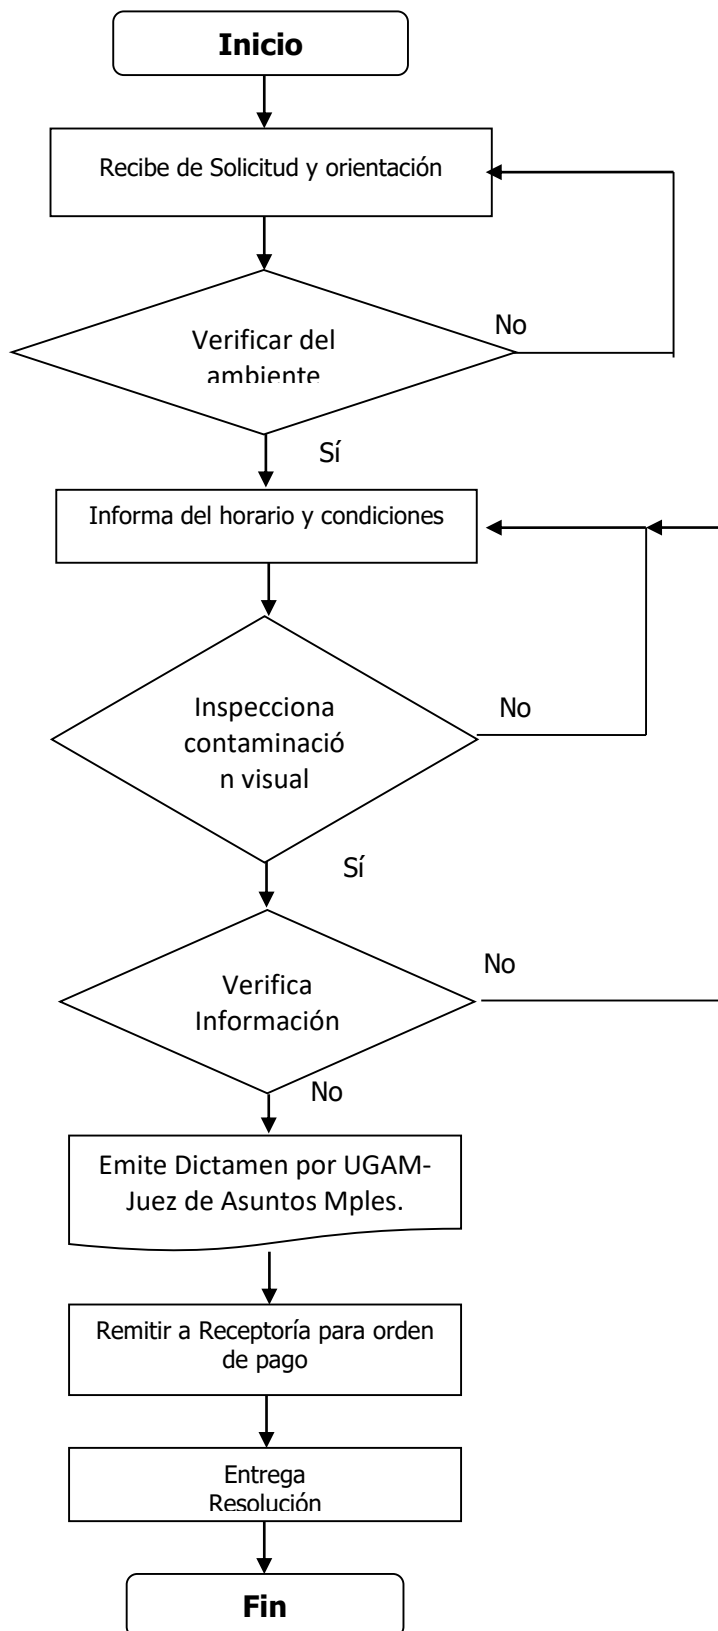 Inicio
Recibe de Solicitud y orientación
No
Verificar del
ambiente
Sí
Informa del horario y condiciones
Inspecciona
contaminació
n visual
No
Sí
No
Verifica
Información
No
Emite Dictamen por UGAM-
Juez de Asuntos Mples.
Remitir a Receptoría para orden
de pago
Entrega
Resolución
Fin